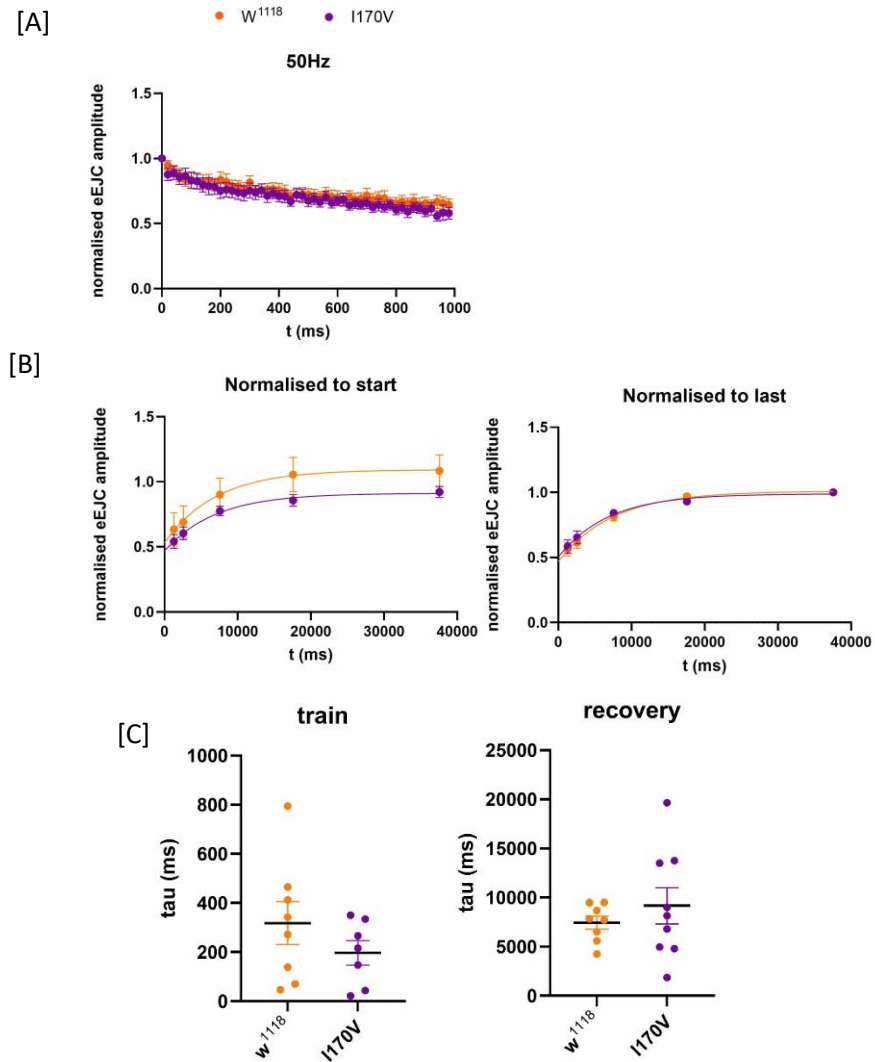 [A]
W1118 I170V
50Hz
normalised eEJC amplitude
1.5
1.0
0.5
0.0
0 200 400 600 800 1000
t (ms)
[B]
Normalised to start
normalised eEJC amplitude
1.5
1.0
0.5
0.0
0 10000 20000 30000 40000
t (ms)
Normalised to last
normalised eEJC amplitude
1.5
1.0
0.5
0.0
0 10000 20000 30000 40000
t (ms)
[C]
train
tau (ms)
1000
800
600
400
200
0
w1118 I170V
recovery
tau (ms)
25000
20000
15000
10000
5000
0
w1118 I170V